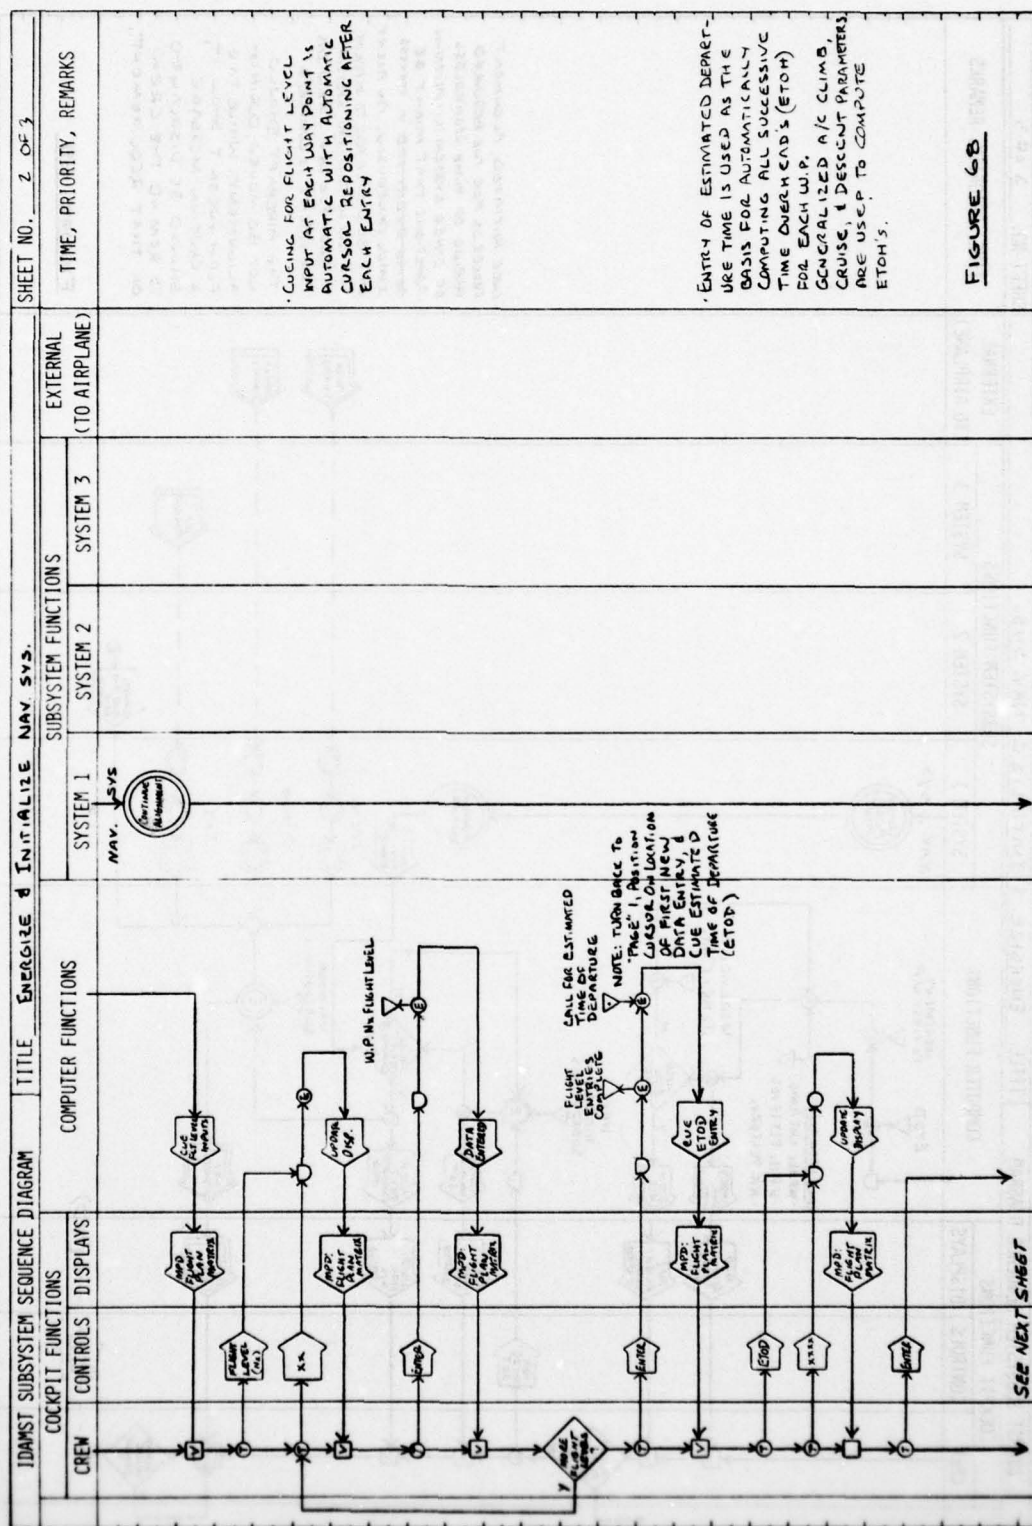 IDAMST SUBSYSTEM SEQUENCE DIAGRAM
TITLE ENERGIZE & INITIALIZE NAV. SYS.
SHEET NO. 2 OF 3
COCKPIT FUNCTIONS
COMPUTER FUNCTIONS
SUBSYSTEM FUNCTIONS
EXTERNAL
(TO AIRPLANE)
TIME, PRIORITY, REMARKS
CREW
CONTROLS
DISPLAYS
SYSTEM 1
SYSTEM 2
SYSTEM 3
NAV. SYS
CONTINUE
ALIGNMENT
CUE
FLT LEVEL
INPUTS
MPD
FLIGHT
PLAN
MATRIX
V
· CUEING FOR FLIGHT LEVEL
INPUT AT EACH WAY POINT IS
AUTOMATIC WITH AUTOMATIC
CURSOR REPOSITIONING AFTER
EACH ENTRY
T
FLIGHT
LEVEL
(No.)
T
XX
E
UPDATE
DISP.
MPD:
FLIGHT
PLAN
MATRIX
V
W.P. No FLIGHT LEVEL
T
ENTER
E
DATA
ENTERED
MPD:
FLIGHT
PLAN
MATRIX
V
MORE
FLIGHT
LEVELS
?
Y
FLIGHT
LEVEL
ENTRIES
COMPLETE
CALL FOR ESTIMATED
TIME OF
DEPARTURE
NOTE: TURN BACK TO
"PAGE" 1, POSITION
CURSOR ON LOCATION
OF FIRST NEW
DATA ENTRY, &
CUE ESTIMATED
TIME OF DEPARTURE
(ETOD)
T
ENTER
E
E
CUE
ETOD
ENTRY
MPD:
FLIGHT
PLAN
MATRIX
V
T
ETOD
T
XXXX
UPDATE
DISPLAY
MPD:
FLIGHT
PLAN
MATRIX
T
ENTER
SEE NEXT SHEET
· ENTRY OF ESTIMATED DEPART-
URE TIME IS USED AS THE
BASIS FOR AUTOMATICALLY
COMPUTING ALL SUCCESSIVE
TIME OVERHEAD'S (ETOH)
FOR EACH W.P.
GENERALIZED A/C CLIMB,
CRUISE, & DESCENT PARAMETERS
ARE USED TO COMPUTE
ETOH'S.
FIGURE 68